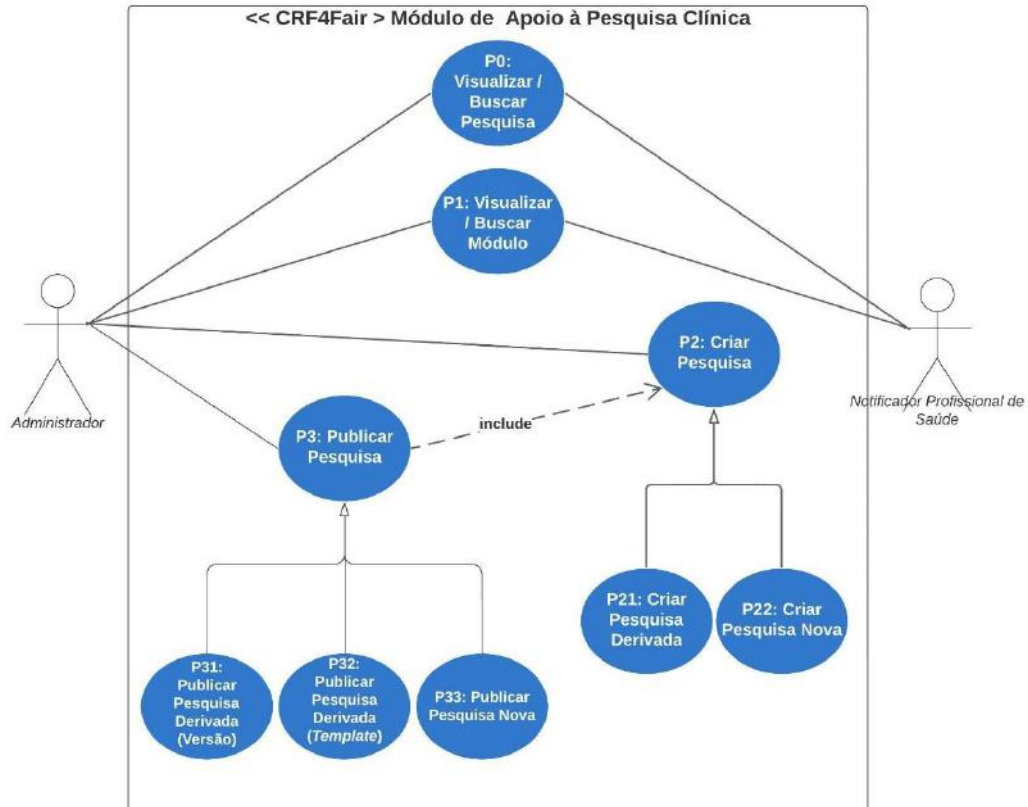 << CRF4Fair > Módulo de Apoio à Pesquisa Clínica
P0:
Visualizar /
Buscar
Pesquisa
P1: Visualizar
/ Buscar
Módulo
P2: Criar
Pesquisa
Administrador
Notificador Profissional de
Saúde
include
P3: Publicar
Pesquisa
P21: Criar
Pesquisa
Derivada
P22: Criar
Pesquisa Nova
P31:
Publicar
Pesquisa
Derivada
(Versão)
P32:
Publicar
Pesquisa
Derivada
(Template)
P33: Publicar
Pesquisa Nova